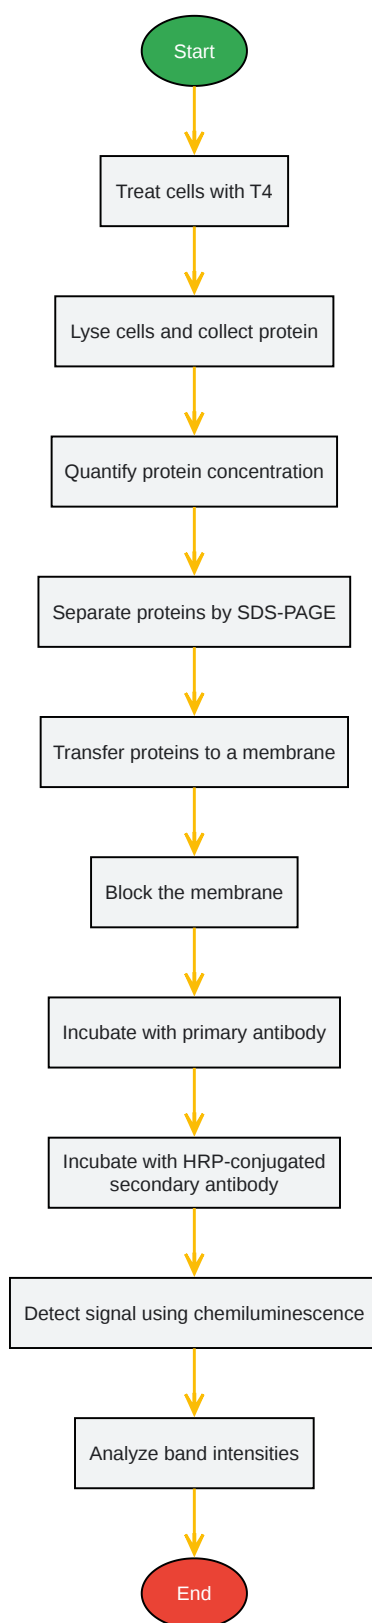 Start
Treat cells with T4
Lyse cells and collect protein
Quantify protein concentration
Separate proteins by SDS-PAGE
Transfer proteins to a membrane
Block the membrane
Incubate with primary antibody
Incubate with HRP-conjugated
secondary antibody
Detect signal using chemiluminescence
Analyze band intensities
End